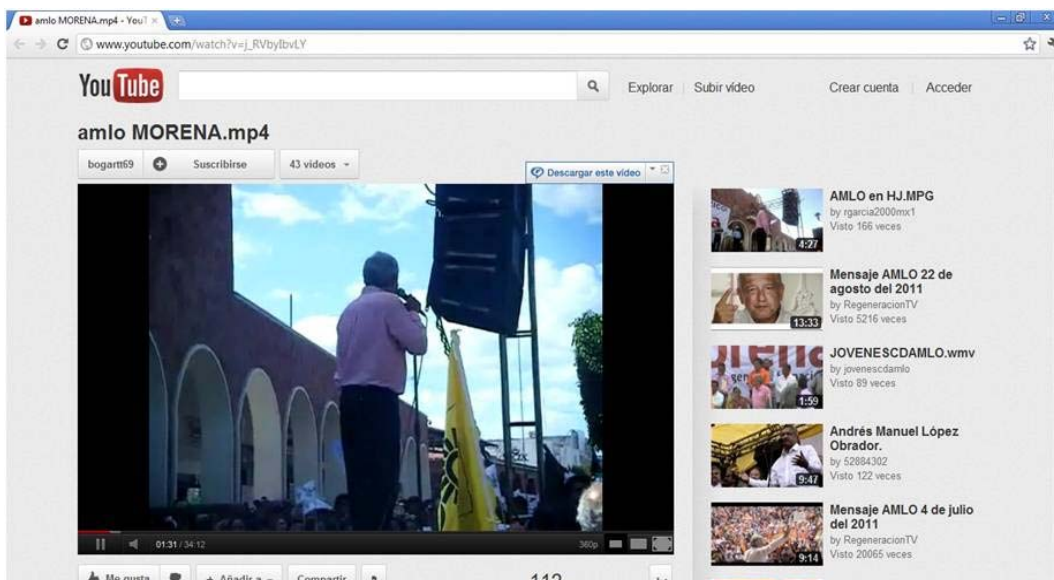 amlo MORENA.mp4 - YouT
www.youtube.com/watch?v=j_RVbyIbvLY
You Tube
Explorar
Subir vídeo
Crear cuenta
Acceder
amlo MORENA.mp4
bogartt69
Suscribirse
43 vídeos
Descargar este vídeo
01:31 / 34:12
360p
Me gusta
+ Añadir a
Compartir
112
4:27
AMLO en HJ.MPG
by rgarcia2000mx1
Visto 166 veces
13:33
Mensaje AMLO 22 de
agosto del 2011
by RegeneracionTV
Visto 5216 veces
1:59
JOVENESCDAMLO.wmv
by jovenescdamlo
Visto 89 veces
9:47
Andrés Manuel López
Obrador.
by 52884302
Visto 122 veces
9:14
Mensaje AMLO 4 de julio
del 2011
by RegeneracionTV
Visto 20065 veces